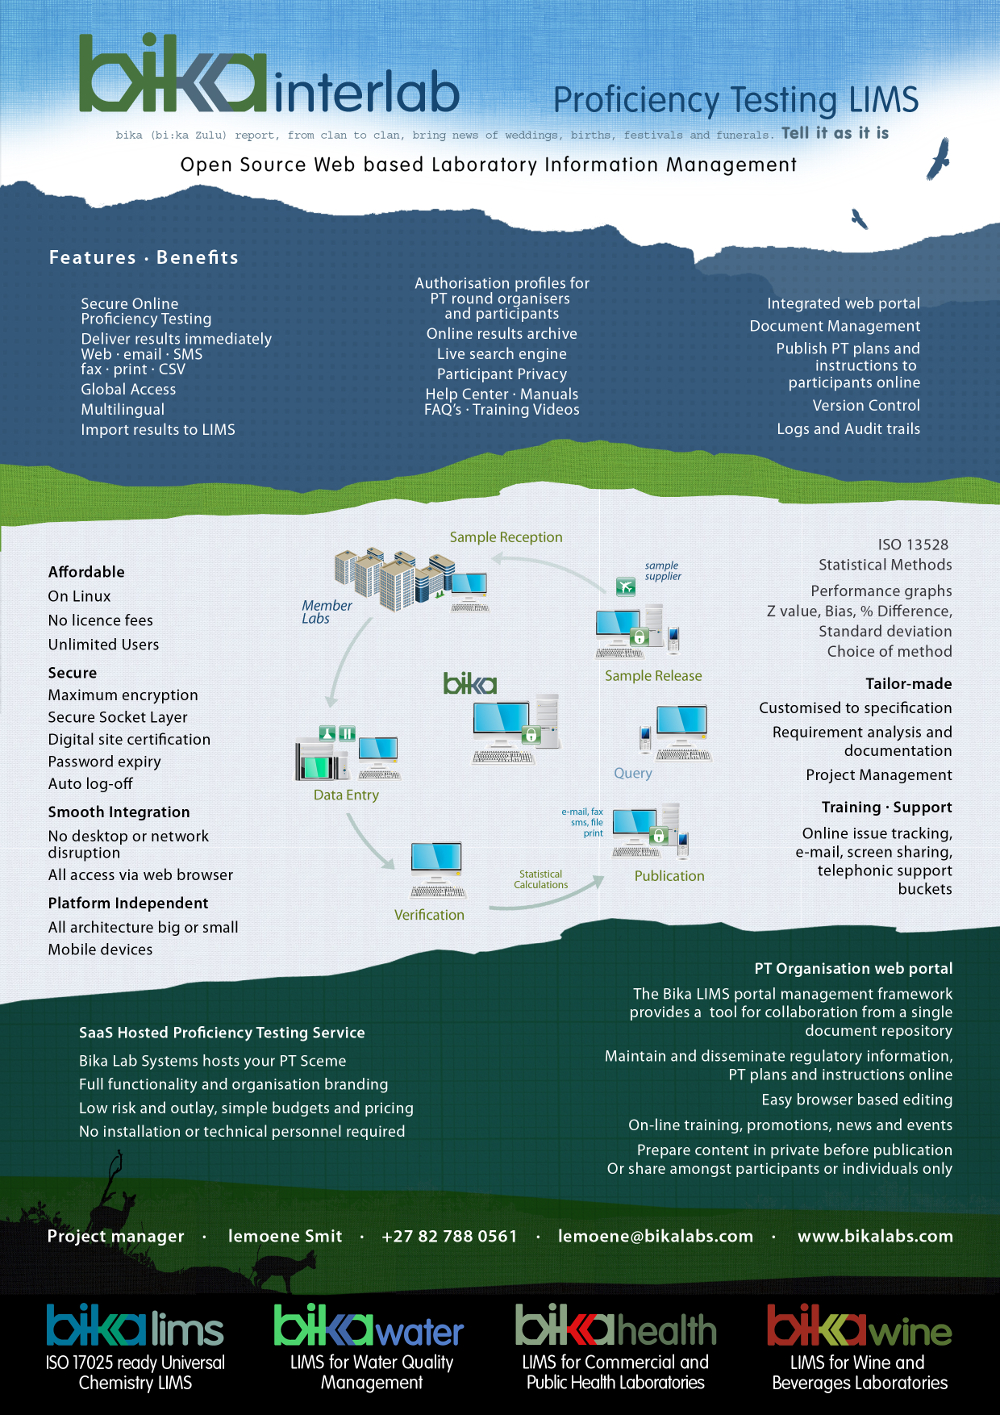 bika interlab
Proficiency Testing LIMS
bika (bi:ka Zulu) report, from clan to clan, bring news of weddings, births, festivals and funerals. Tell it as it is
Open Source Web based Laboratory Information Management
Features · Benefits
Secure Online
Proficiency Testing
Deliver results immediately
Web · email · SMS
fax · print · CSV
Global Access
Multilingual
Import results to LIMS
Authorisation profiles for
PT round organisers
and participants
Online results archive
Live search engine
Participant Privacy
Help Center · Manuals
FAQ's · Training Videos
Integrated web portal
Document Management
Publish PT plans and
instructions to
participants online
Version Control
Logs and Audit trails
Affordable
On Linux
No licence fees
Unlimited Users
Secure
Maximum encryption
Secure Socket Layer
Digital site certification
Password expiry
Auto log-off
Smooth Integration
No desktop or network
disruption
All access via web browser
Platform Independent
All architecture big or small
Mobile devices
Sample Reception
sample
supplier
Member
Labs
Sample Release
bika
Query
Data Entry
e-mail, fax
sms, file
print
Statistical
Calculations
Publication
Verification
ISO 13528
Statistical Methods
Performance graphs
Z value, Bias, % Difference,
Standard deviation
Choice of method
Tailor-made
Customised to specification
Requirement analysis and
documentation
Project Management
Training · Support
Online issue tracking,
e-mail, screen sharing,
telephonic support
buckets
SaaS Hosted Proficiency Testing Service
Bika Lab Systems hosts your PT Sceme
Full functionality and organisation branding
Low risk and outlay, simple budgets and pricing
No installation or technical personnel required
PT Organisation web portal
The Bika LIMS portal management framework
provides a tool for collaboration from a single
document repository
Maintain and disseminate regulatory information,
PT plans and instructions online
Easy browser based editing
On-line training, promotions, news and events
Prepare content in private before publication
Or share amongst participants or individuals only
Project manager · lemoene Smit · +27 82 788 0561 · lemoene@bikalabs.com · www.bikalabs.com
bika lims
ISO 17025 ready Universal
Chemistry LIMS
bika water
LIMS for Water Quality
Management
bika health
LIMS for Commercial and
Public Health Laboratories
bika wine
LIMS for Wine and
Beverages Laboratories